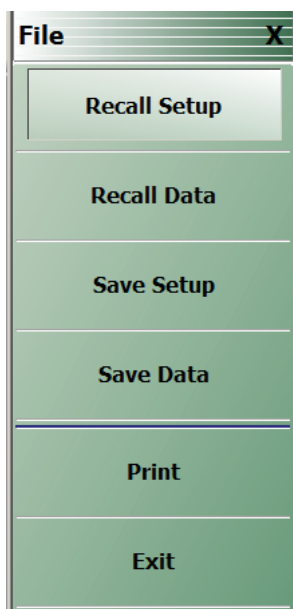 File X
Recall Setup
Recall Data
Save Setup
Save Data
Print
Exit